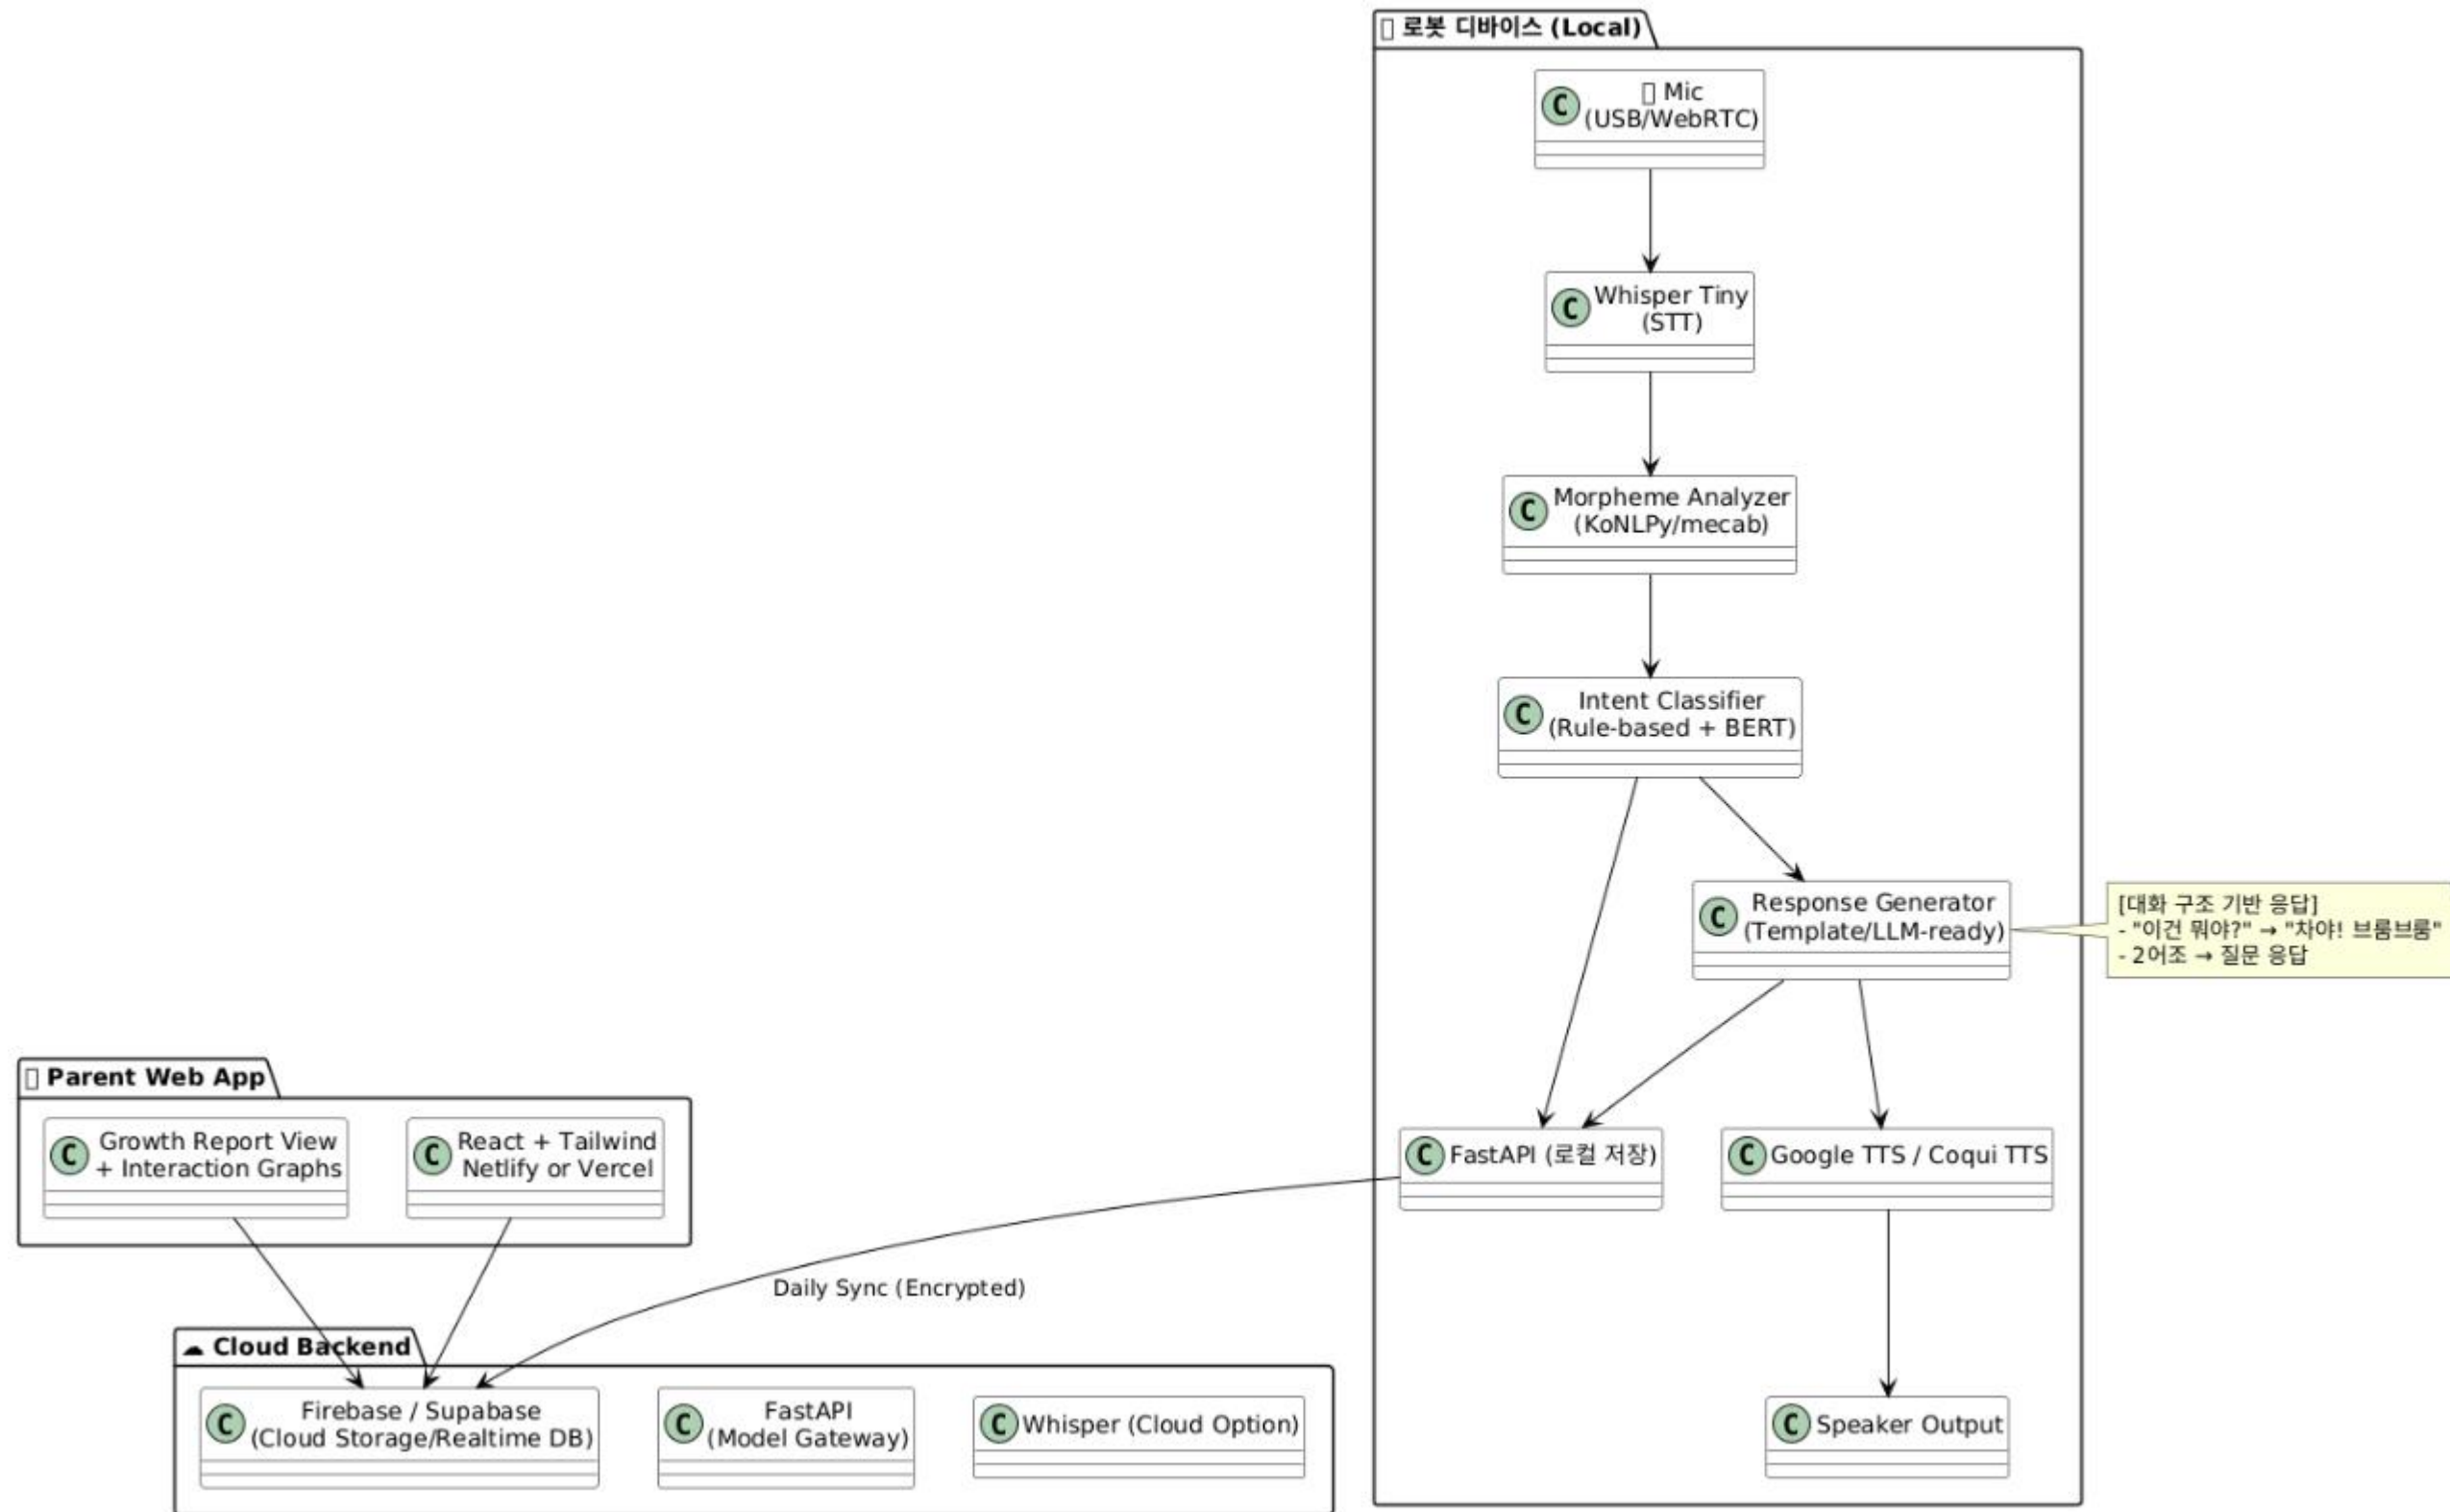 로봇 디바이스 (Local)
C
Mic
(USB/WebRTC)
C
Whisper Tiny
(STT)
C
Morpheme Analyzer
(KoNLPy/mecab)
C
Intent Classifier
(Rule-based + BERT)
C
Response Generator
(Template/LLM-ready)
[대화 구조 기반 응답]
- "이건 뭐야?" → "차야! 브룸브룸"
- 2어조 → 질문 응답
C
FastAPI (로컬 저장)
C
Google TTS / Coqui TTS
C
Speaker Output
Parent Web App
C
Growth Report View
+ Interaction Graphs
C
React + Tailwind
Netlify or Vercel
Daily Sync (Encrypted)
☁ Cloud Backend
C
Firebase / Supabase
(Cloud Storage/Realtime DB)
C
FastAPI
(Model Gateway)
C
Whisper (Cloud Option)